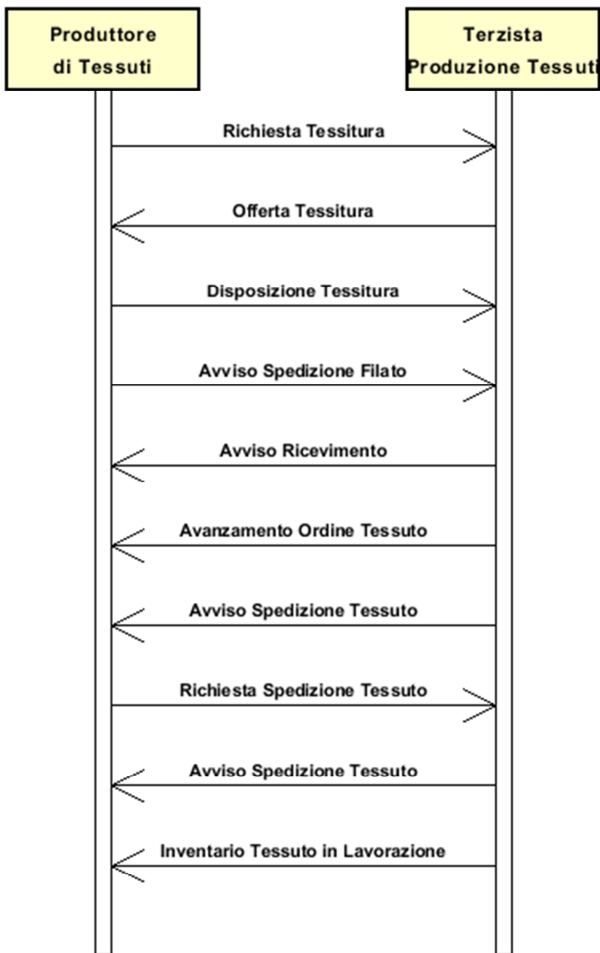 Produttore
di Tessuti
Terzista
Produzione Tessuti
Richiesta Tessitura
Offerta Tessitura
Disposizione Tessitura
Avviso Spedizione Filato
Avviso Ricevimento
Avanzamento Ordine Tessuto
Avviso Spedizione Tessuto
Richiesta Spedizione Tessuto
Avviso Spedizione Tessuto
Inventario Tessuto in Lavorazione